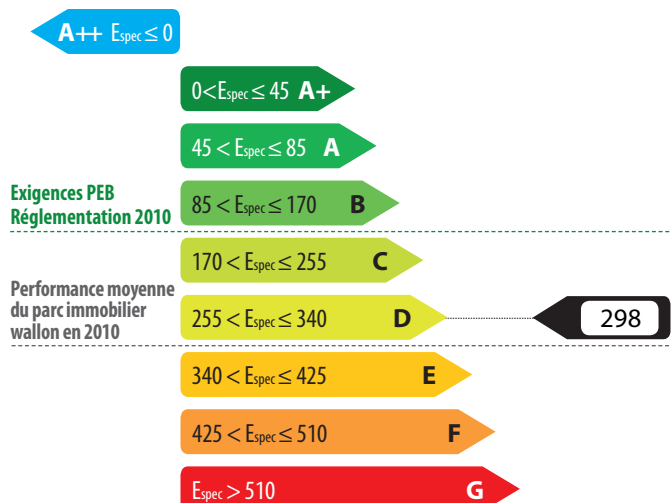 A++ Espec ≤ 0
0<Espec ≤ 45 A+
45 < Espec ≤ 85 A
Exigences PEB
Réglementation 2010
85 < Espec ≤ 170 B
170 < Espec ≤ 255 C
Performance moyenne
du parc immobilier
wallon en 2010
255 < Espec ≤ 340 D
298
340 < Espec ≤ 425 E
425 < Espec ≤ 510 F
Espec > 510 G